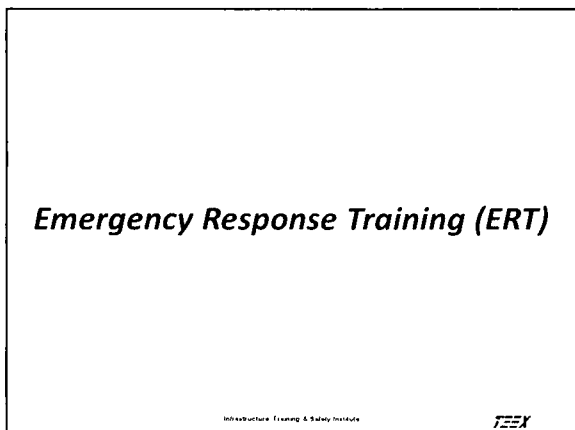 Emergency Response Training (ERT)
Infrastructure Training & Safety Institute
TEEX